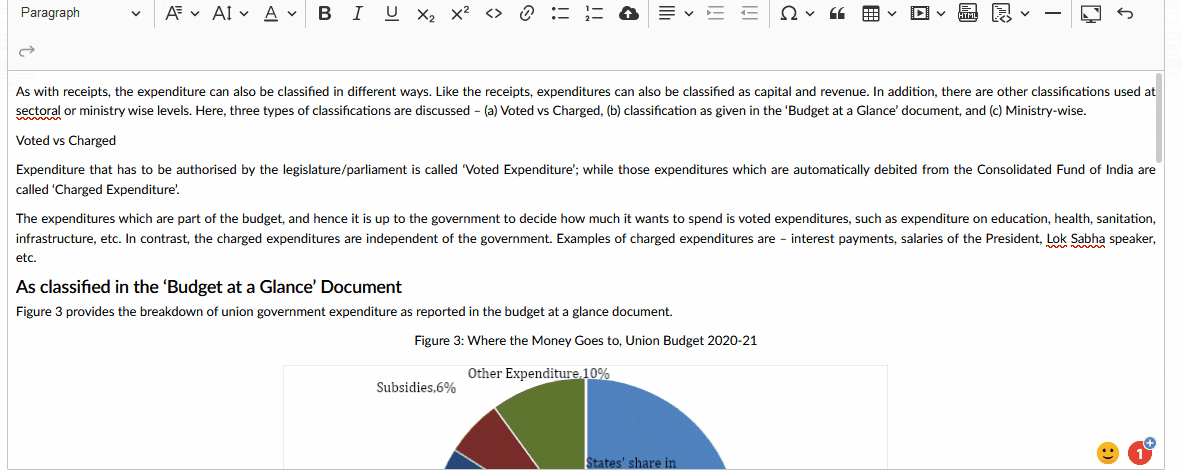 Paragraph
As with receipts, the expenditure can also be classified in different ways. Like the receipts, expenditures can also be classified as capital and revenue. In addition, there are other classifications used at
sectoral or ministry wise levels. Here, three types of classifications are discussed – (a) Voted vs Charged, (b) classification as given in the 'Budget at a Glance' document, and (c) Ministry-wise.
Voted vs Charged
Expenditure that has to be authorised by the legislature/parliament is called 'Voted Expenditure'; while those expenditures which are automatically debited from the Consolidated Fund of India are
called 'Charged Expenditure'.
The expenditures which are part of the budget, and hence it is up to the government to decide how much it wants to spend is voted expenditures, such as expenditure on education, health, sanitation,
infrastructure, etc. In contrast, the charged expenditures are independent of the government. Examples of charged expenditures are – interest payments, salaries of the President, Lok Sabha speaker,
etc.
As classified in the 'Budget at a Glance' Document
Figure 3 provides the breakdown of union government expenditure as reported in the budget at a glance document.
Figure 3: Where the Money Goes to, Union Budget 2020-21
Other Expenditure,10%
Subsidies,6%
States' share in
1